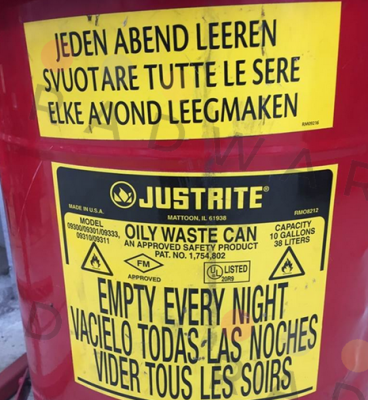 JEDEN ABEND LEEREN
SVUOTARE TUTTE LE SERE
ELKE AVOND LEEGMAKEN
JUSTRITE®
MADE IN U.S.A.
MATTOON, IL 61938
RMO9212
MODEL
09300/09301/09333,
09310/09311
OILY WASTE CAN
AN APPROVED SAFETY PRODUCT
PAT. NO. 1,754,802
CAPACITY
10 GALLONS
38 LITERS
FM
APPROVED
UL LISTED
20R9
EMPTY EVERY NIGHT
VACIELO TODAS LAS NOCHES
VIDER TOUS LES SOIRS